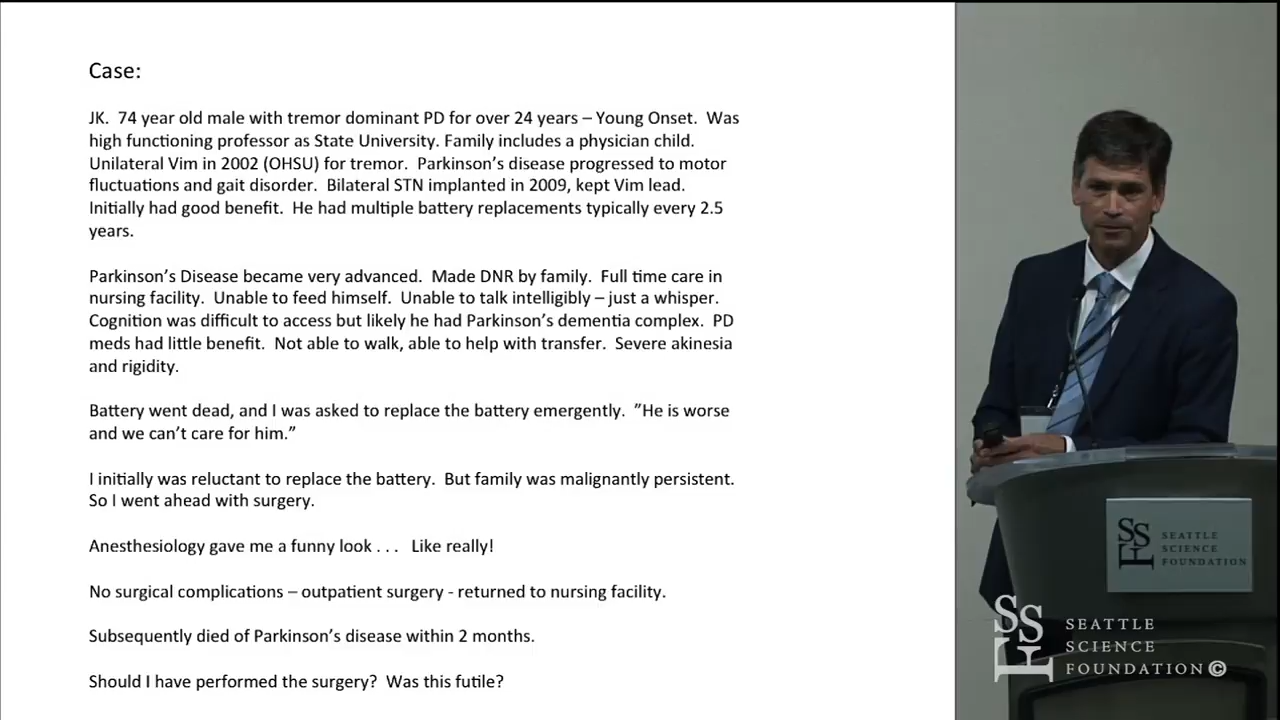 Case:
JK. 74 year old male with tremor dominant PD for over 24 years – Young Onset. Was
high functioning professor as State University. Family includes a physician child.
Unilateral Vim in 2002 (OHSU) for tremor. Parkinson's disease progressed to motor
fluctuations and gait disorder. Bilateral STN implanted in 2009, kept Vim lead.
Initially had good benefit. He had multiple battery replacements typically every 2.5
years.
Parkinson's Disease became very advanced. Made DNR by family. Full time care in
nursing facility. Unable to feed himself. Unable to talk intelligibly – just a whisper.
Cognition was difficult to access but likely he had Parkinson's dementia complex. PD
meds had little benefit. Not able to walk, able to help with transfer. Severe akinesia
and rigidity.
Battery went dead, and I was asked to replace the battery emergently. ”He is worse
and we can't care for him.”
I initially was reluctant to replace the battery. But family was malignantly persistent.
So I went ahead with surgery.
Anesthesiology gave me a funny look . . . Like really!
No surgical complications – outpatient surgery - returned to nursing facility.
Subsequently died of Parkinson's disease within 2 months.
Should I have performed the surgery? Was this futile?
SSF
SEATTLE
SCIENCE
FOUNDATION
SSF
SEATTLE
SCIENCE
FOUNDATION©